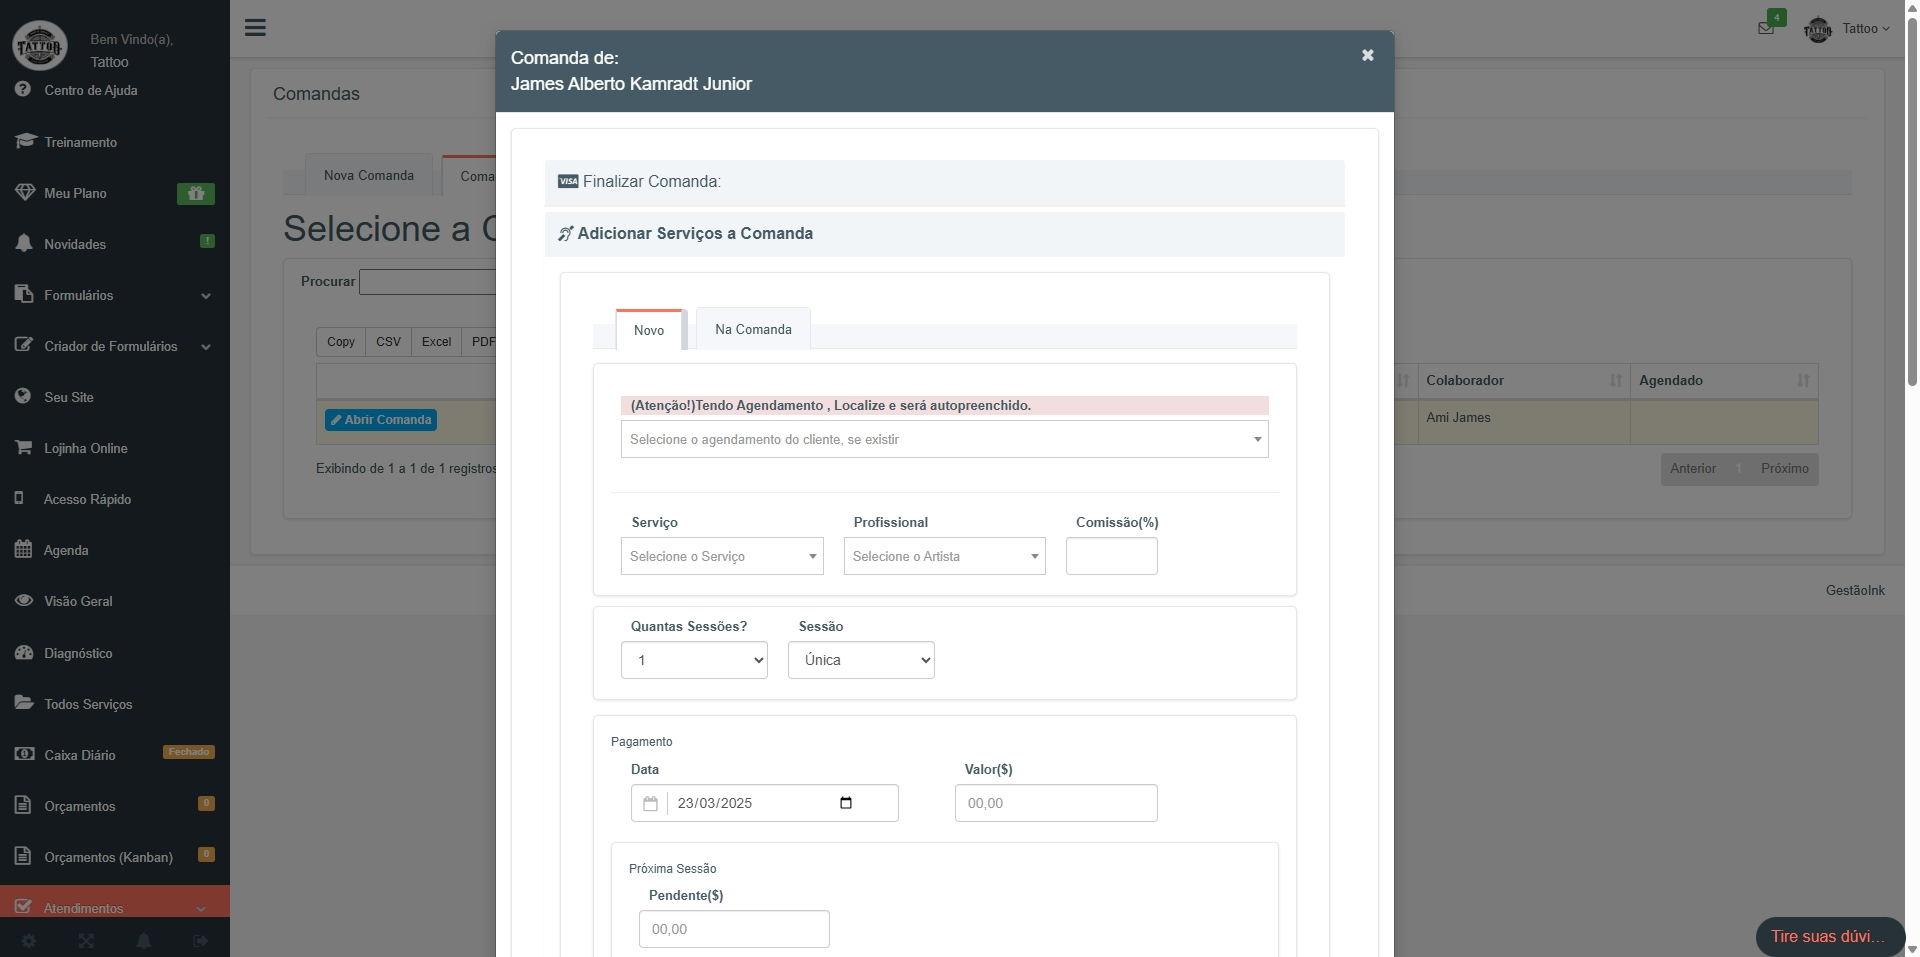 TATTOO
Bem Vindo(a),
Tattoo
Centro de Ajuda
Treinamento
Meu Plano
Novidades
!
Formulários
Criador de Formulários
Seu Site
Lojinha Online
Acesso Rápido
Agenda
Visão Geral
Diagnóstico
Todos Serviços
Caixa Diário
Fechado
Orçamentos
0
Orçamentos (Kanban)
0
Atendimentos
4
Tattoo
Comandas
Nova Comanda
Coma
Selecione a C
Procurar
Copy
CSV
Excel
PDF
Colaborador
Agendado
Abrir Comanda
Ami James
Exibindo de 1 a 1 de 1 registros
Anterior
1
Próximo
GestãoInk
Comanda de:
James Alberto Kamradt Junior
VISA Finalizar Comanda:
Adicionar Serviços a Comanda
Novo
Na Comanda
(Atenção!)Tendo Agendamento , Localize e será autopreenchido.
Selecione o agendamento do cliente, se existir
Serviço
Profissional
Comissão(%)
Selecione o Serviço
Selecione o Artista
Quantas Sessões?
Sessão
1
Única
Pagamento
Data
Valor($)
23/03/2025
00,00
Próxima Sessão
Pendente($)
00,00
Tire suas dúvi...